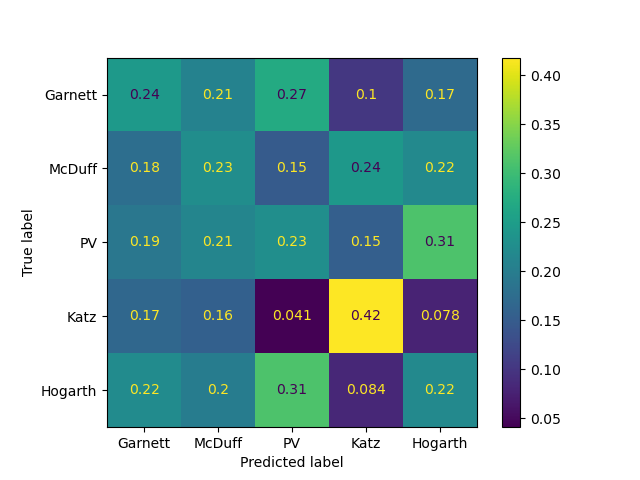 Garnett 0.24 0.21 0.27 0.1 0.17
McDuff 0.18 0.23 0.15 0.24 0.22
PV 0.19 0.21 0.23 0.15 0.31
Katz 0.17 0.16 0.041 0.42 0.078
Hogarth 0.22 0.2 0.31 0.084 0.22
Garnett McDuff PV Katz Hogarth
Predicted label
True label
0.40
0.35
0.30
0.25
0.20
0.15
0.10
0.05